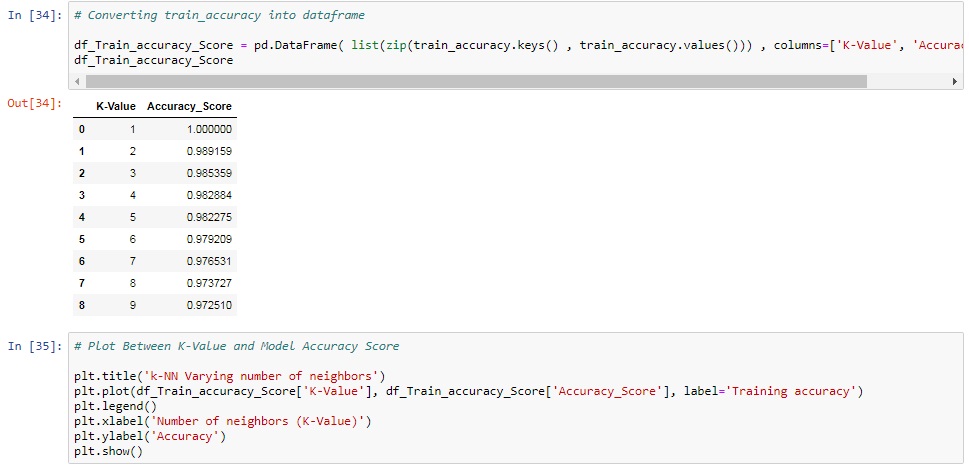 In [34]: # Converting train_accuracy into dataframe
df_Train_accuracy_Score = pd.DataFrame( list(zip(train_accuracy.keys() , train_accuracy.values())) , columns=['K-Value', 'Accura
df_Train_accuracy_Score
Out[34]:
K-Value Accuracy_Score
0 1 1.000000
1 2 0.989159
2 3 0.985359
3 4 0.982884
4 5 0.982275
5 6 0.979209
6 7 0.976531
7 8 0.973727
8 9 0.972510
In [35]: # Plot Between K-Value and Model Accuracy Score
plt.title('k-NN Varying number of neighbors')
plt.plot(df_Train_accuracy_Score['K-Value'], df_Train_accuracy_Score['Accuracy_Score'], label='Training accuracy')
plt.legend()
plt.xlabel('Number of neighbors (K-Value)')
plt.ylabel('Accuracy')
plt.show()